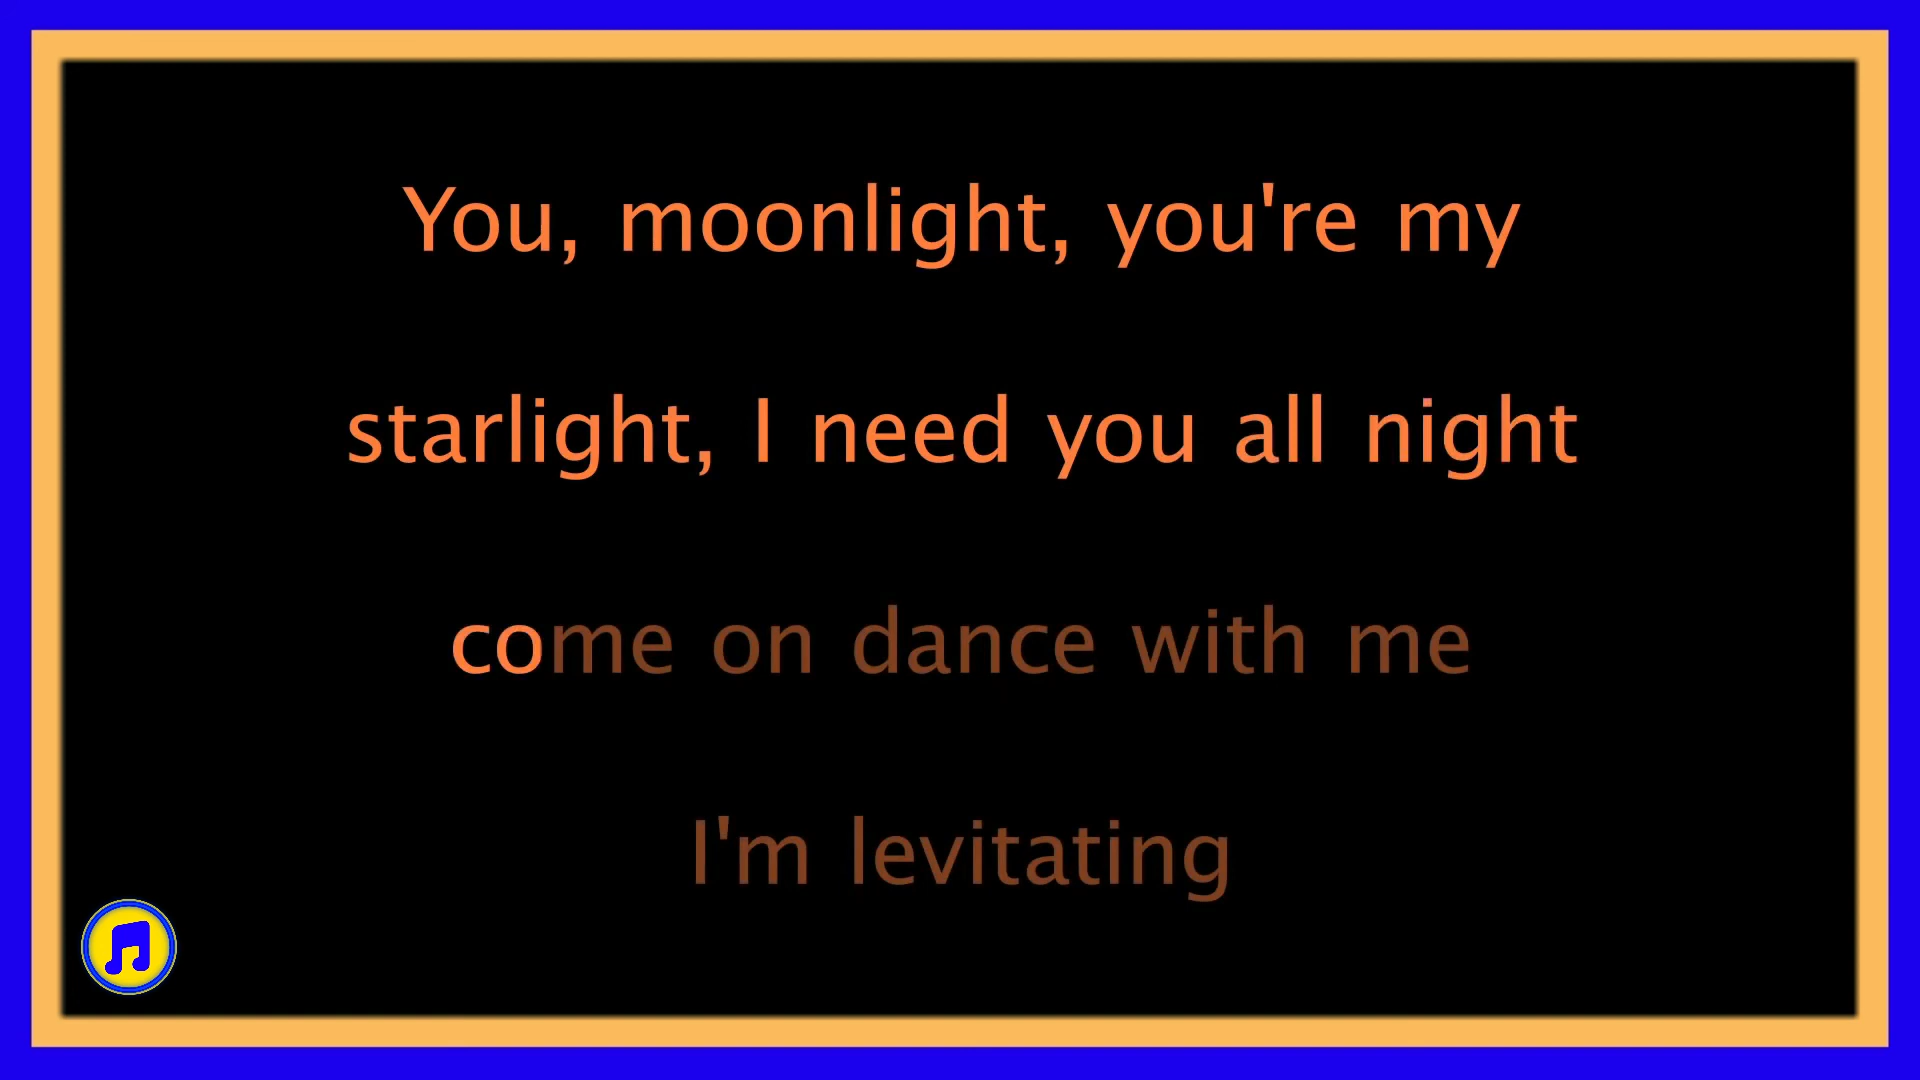 You, moonlight, you're my
starlight, I need you all night
come on dance with me
I'm levitating